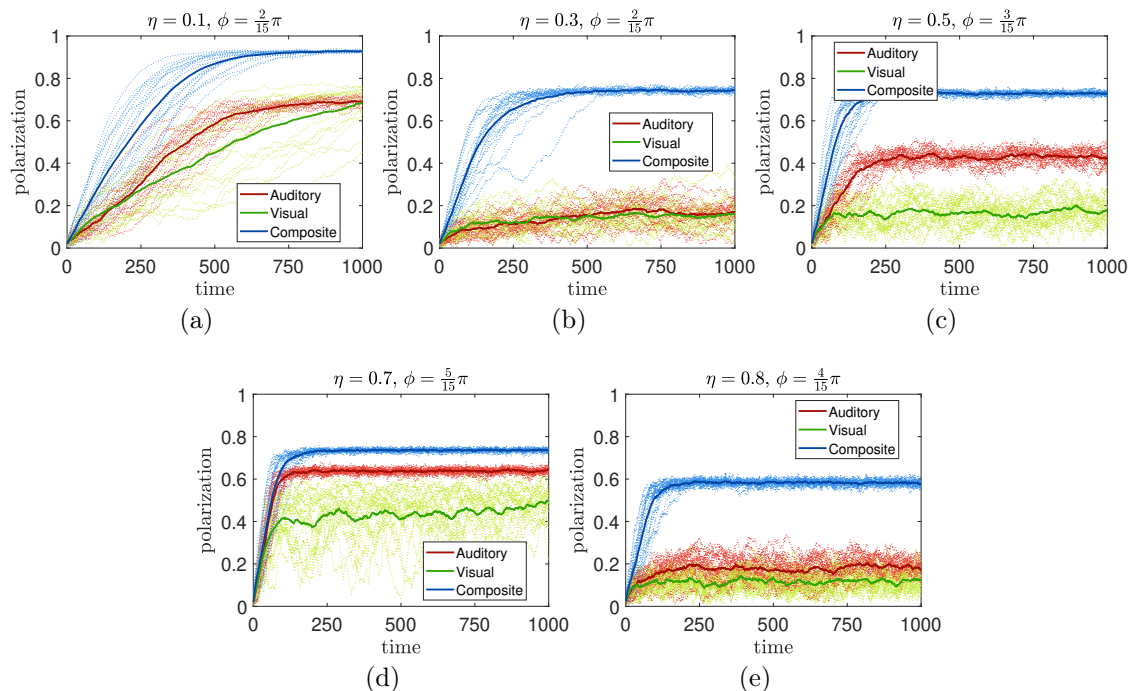 η = 0.1, φ = 2/15 π
1
0.8
0.6
0.4
0.2
0
polarization
Auditory
Visual
Composite
0 250 500 750 1000
time
(a)
η = 0.3, φ = 2/15 π
1
0.8
0.6
0.4
0.2
0
polarization
Auditory
Visual
Composite
0 250 500 750 1000
time
(b)
η = 0.5, φ = 3/15 π
1
0.8
0.6
0.4
0.2
0
polarization
Auditory
Visual
Composite
0 250 500 750 1000
time
(c)
η = 0.7, φ = 5/15 π
1
0.8
0.6
0.4
0.2
0
polarization
Auditory
Visual
Composite
0 250 500 750 1000
time
(d)
η = 0.8, φ = 4/15 π
1
0.8
0.6
0.4
0.2
0
polarization
Auditory
Visual
Composite
0 250 500 750 1000
time
(e)